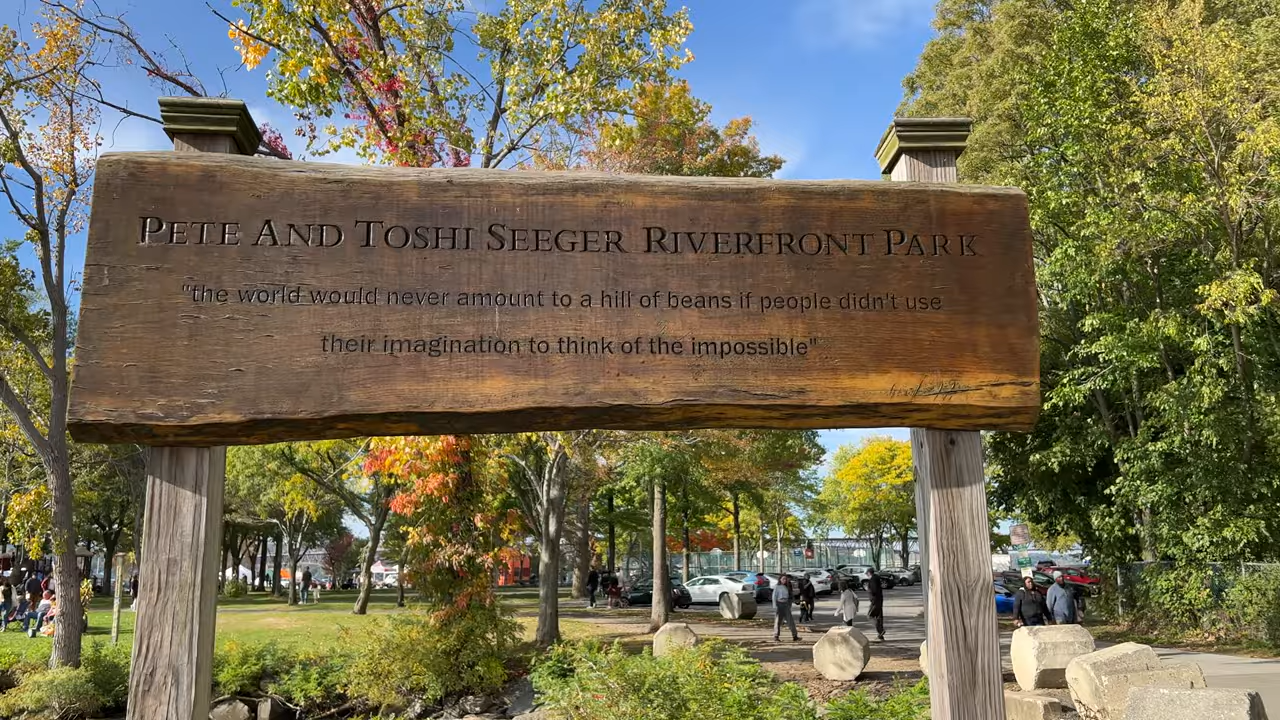 PETE AND TOSHI SEEGER RIVERFRONT PARK
"the world would never amount to a hill of beans if people didn't use
their imagination to think of the impossible"